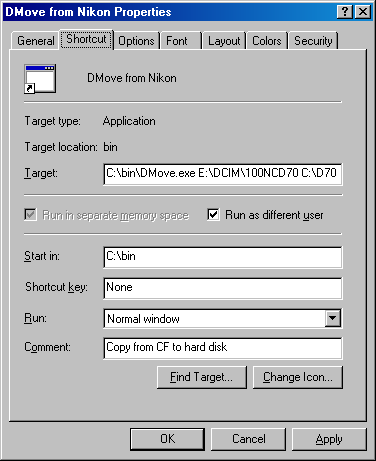 DMove from Nikon Properties
General Shortcut Options Font Layout Colors Security
DMove from Nikon
Target type: Application
Target location: bin
Target: C:\bin\DMove.exe E:\DCIM\100NCD70 C:\D70
Run in separate memory space Run as different user
Start in: C:\bin
Shortcut key: None
Run: Normal window
Comment: Copy from CF to hard disk
Find Target... Change Icon...
OK Cancel Apply